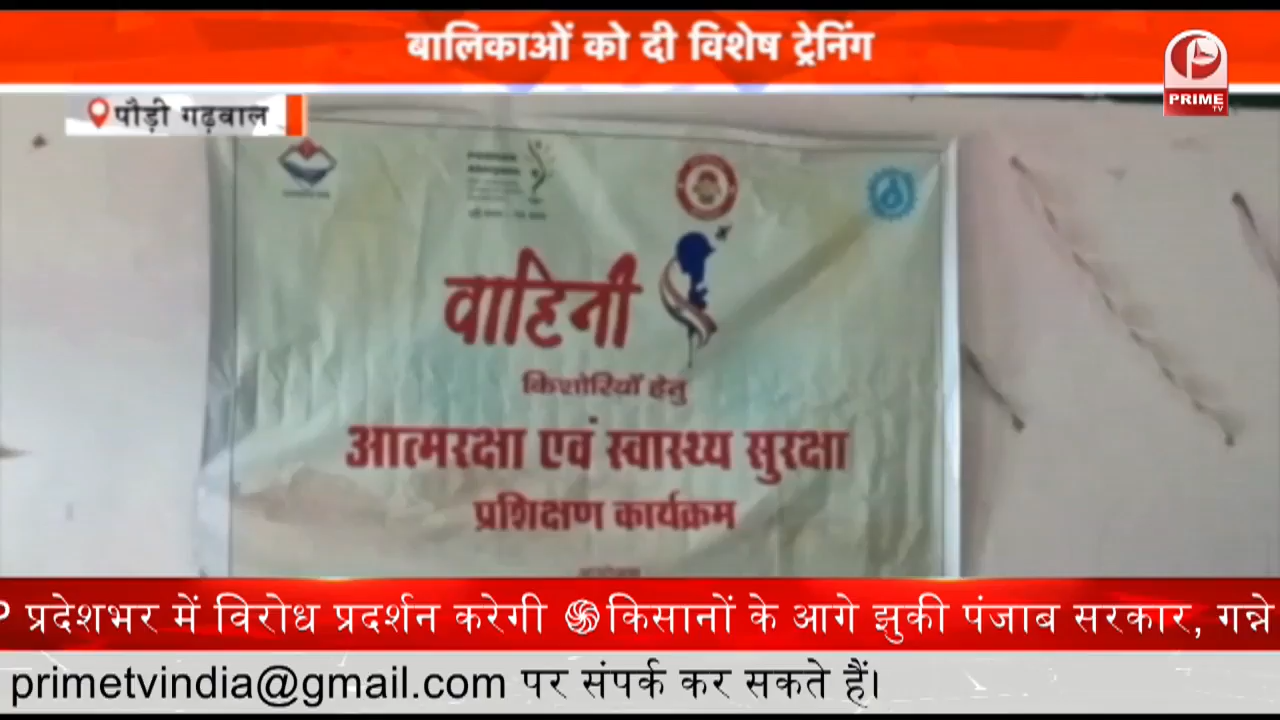 बालिकाओं को दी विशेष ट्रेनिंग
PRIME
TV
पौड़ी गढ़वाल
वाहिनी
किशोरियों हेतु
आत्मरक्षा एवं स्वास्थ्य सुरक्षा
प्रशिक्षण कार्यक्रम
P प्रदेशभर में विरोध प्रदर्शन करेगी किसानों के आगे झुकी पंजाब सरकार, गन्ने
primetvindia@gmail.com पर संपर्क कर सकते हैं।